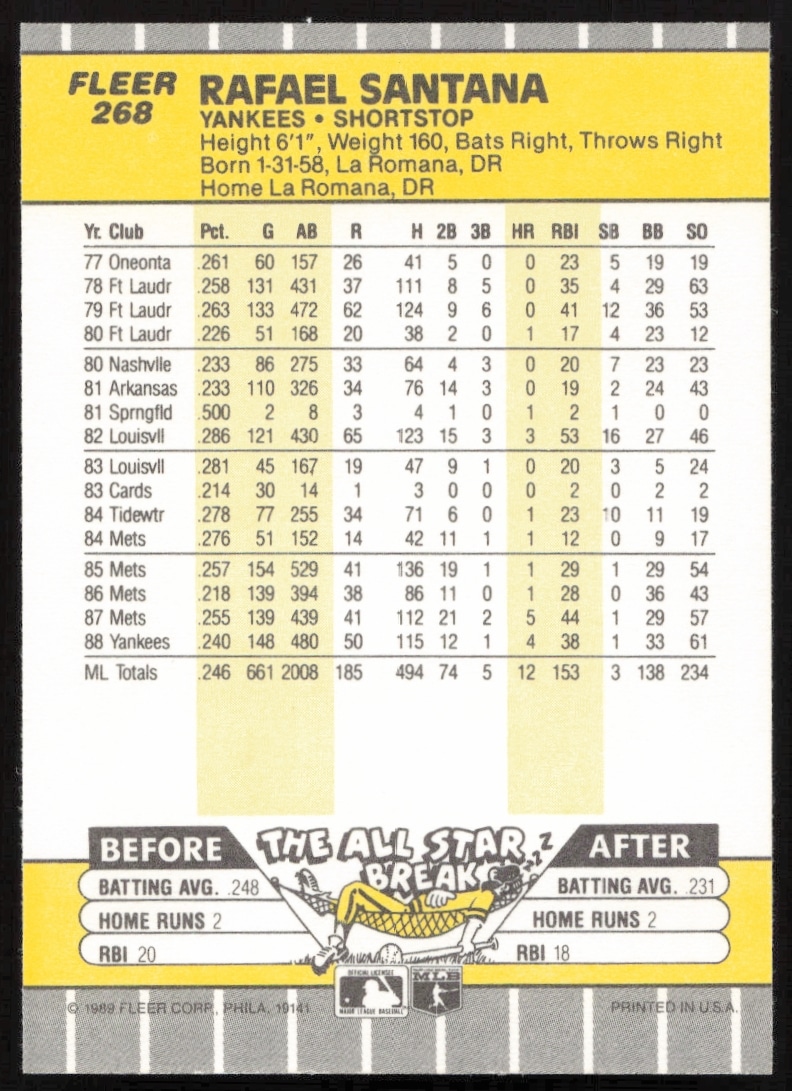 FLEER
268
RAFAEL SANTANA
YANKEES • SHORTSTOP
Height 6'1", Weight 160, Bats Right, Throws Right
Born 1-31-58, La Romana, DR
Home La Romana, DR
Yr. Club Pct. G AB R H 2B 3B HR RBI SB BB SO
77 Oneonta .261 60 157 26 41 5 0 0 23 5 19 19
78 Ft Laudr .258 131 431 37 111 8 5 0 35 4 29 63
79 Ft Laudr .263 133 472 62 124 9 6 0 41 12 36 53
80 Ft Laudr .226 51 168 20 38 2 0 1 17 4 23 12
80 Nashvlle .233 86 275 33 64 4 3 0 20 7 23 23
81 Arkansas .233 110 326 34 76 14 3 0 19 2 24 43
81 Sprngfld .500 2 8 3 4 1 0 1 2 1 0 0
82 Louisvll .286 121 430 65 123 15 3 3 53 16 27 46
83 Louisvll .281 45 167 19 47 9 1 0 20 3 5 24
83 Cards .214 30 14 1 3 0 0 0 2 0 2 2
84 Tidewtr .278 77 255 34 71 6 0 1 23 10 11 19
84 Mets .276 51 152 14 42 11 1 1 12 0 9 17
85 Mets .257 154 529 41 136 19 1 1 29 1 29 54
86 Mets .218 139 394 38 86 11 0 1 28 0 36 43
87 Mets .255 139 439 41 112 21 2 5 44 1 29 57
88 Yankees .240 148 480 50 115 12 1 4 38 1 33 61
ML Totals .246 661 2008 185 494 74 5 12 153 3 138 234
THE ALL STAR
BREAK
ZZZ
BEFORE
BATTING AVG. .248
HOME RUNS 2
RBI 20
AFTER
BATTING AVG. .231
HOME RUNS 2
RBI 18
OFFICIAL LICENSEE
MAJOR LEAGUE BASEBALL
MLB
© 1989 FLEER CORP., PHILA. 19141
PRINTED IN U.S.A.